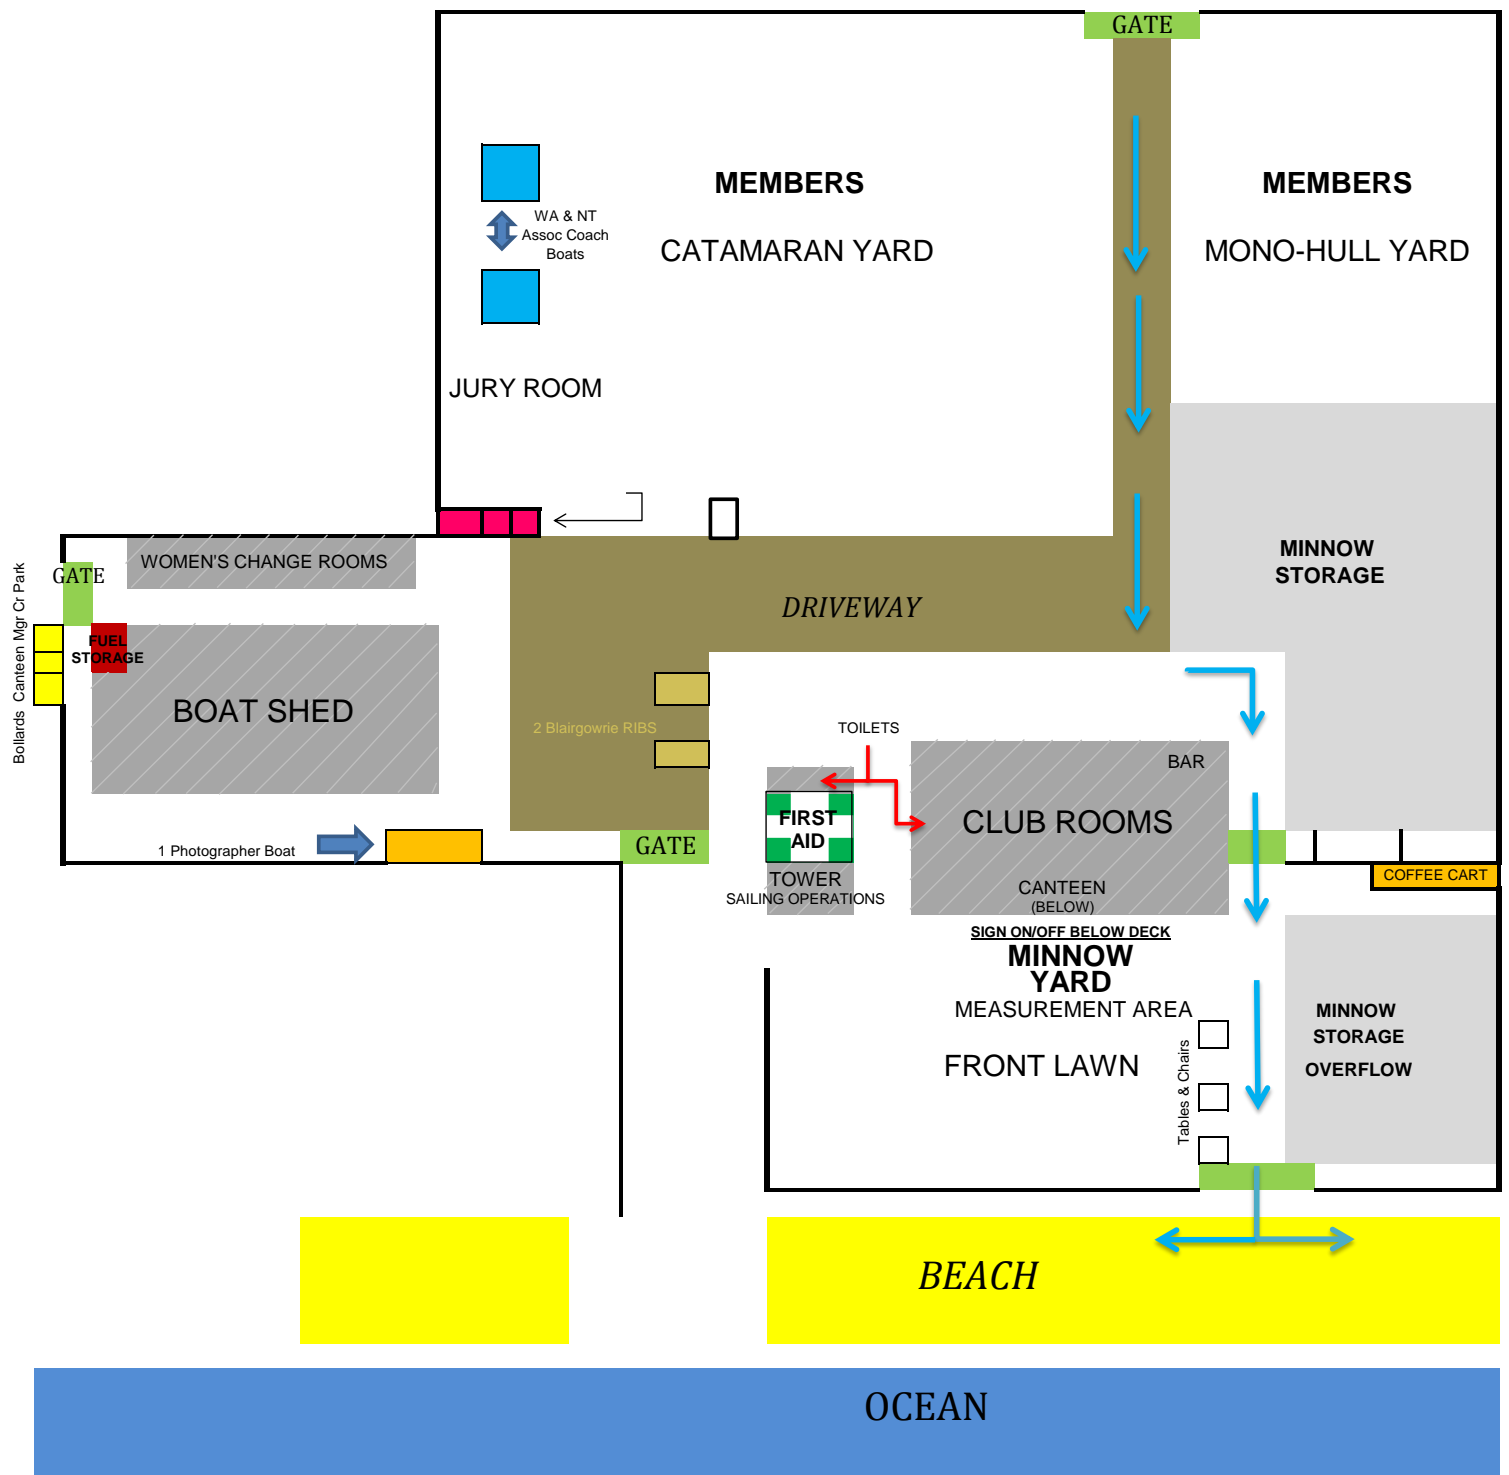 GATE
MEMBERS
MEMBERS
WA & NT
Assoc Coach
Boats
CATAMARAN YARD
MONO-HULL YARD
JURY ROOM
MINNOW
STORAGE
WOMEN'S CHANGE ROOMS
GATE
Bollards Canteen Mgr Cr Park
DRIVEWAY
FUEL
STORAGE
BOAT SHED
2 Blairgowrie RIBS
TOILETS
BAR
FIRST
AID
CLUB ROOMS
1 Photographer Boat
GATE
TOWER
SAILING OPERATIONS
CANTEEN
(BELOW)
COFFEE CART
SIGN ON/OFF BELOW DECK
MINNOW
YARD
MEASUREMENT AREA
FRONT LAWN
Tables & Chairs
MINNOW
STORAGE
OVERFLOW
BEACH
OCEAN